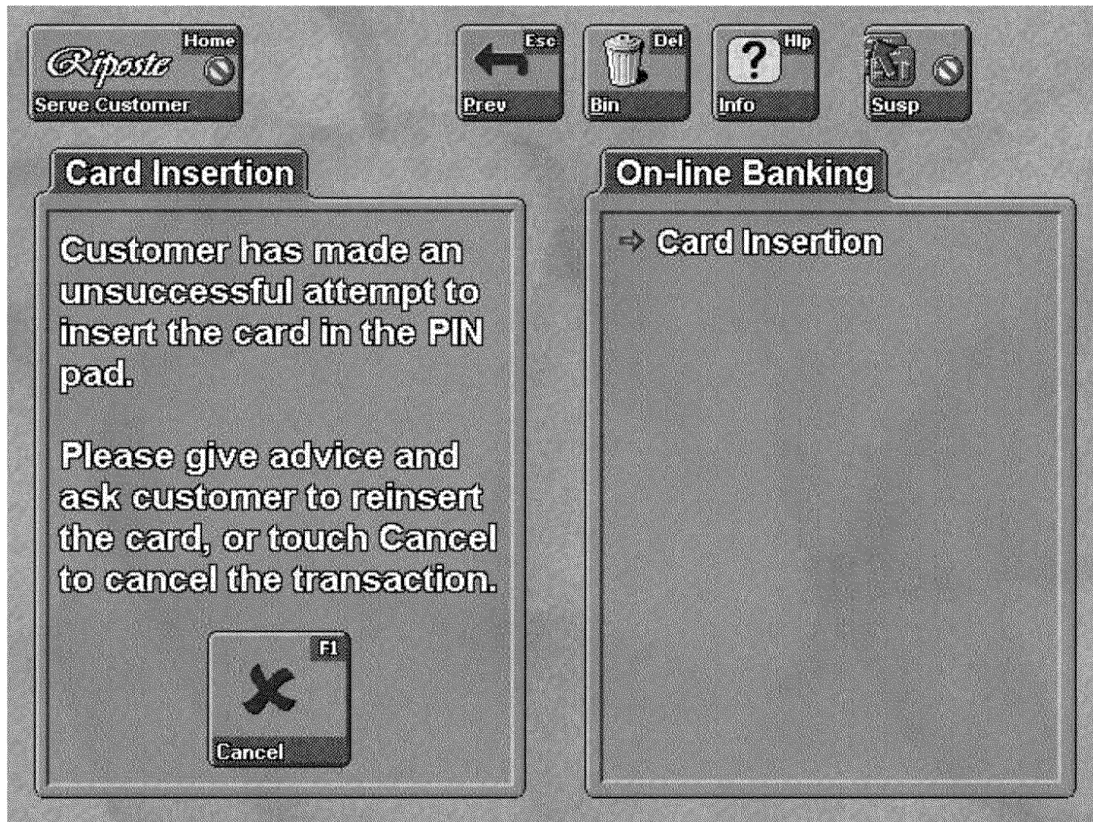 Riposte Home
Serve Customer
Esc
Prev
Del
Bin
Hlp
?
Info
Susp
Card Insertion
Customer has made an
unsuccessful attempt to
insert the card in the PIN
pad.
Please give advice and
ask customer to reinsert
the card, or touch Cancel
to cancel the transaction.
F1
Cancel
On-line Banking
⇨ Card Insertion